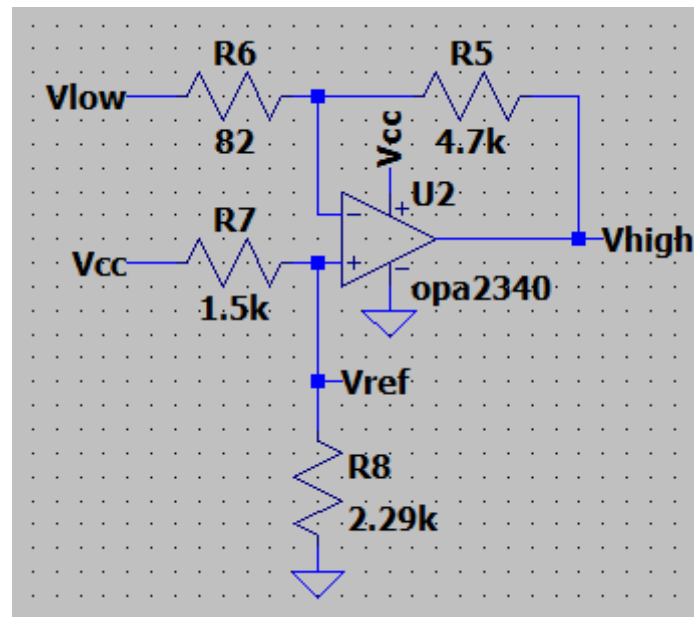 R6
R5
Vlow
82
4.7k
Vcc
+
U2
R7
−
Vcc
+
Vhigh
−
1.5k
opa2340
Vref
R8
2.29k